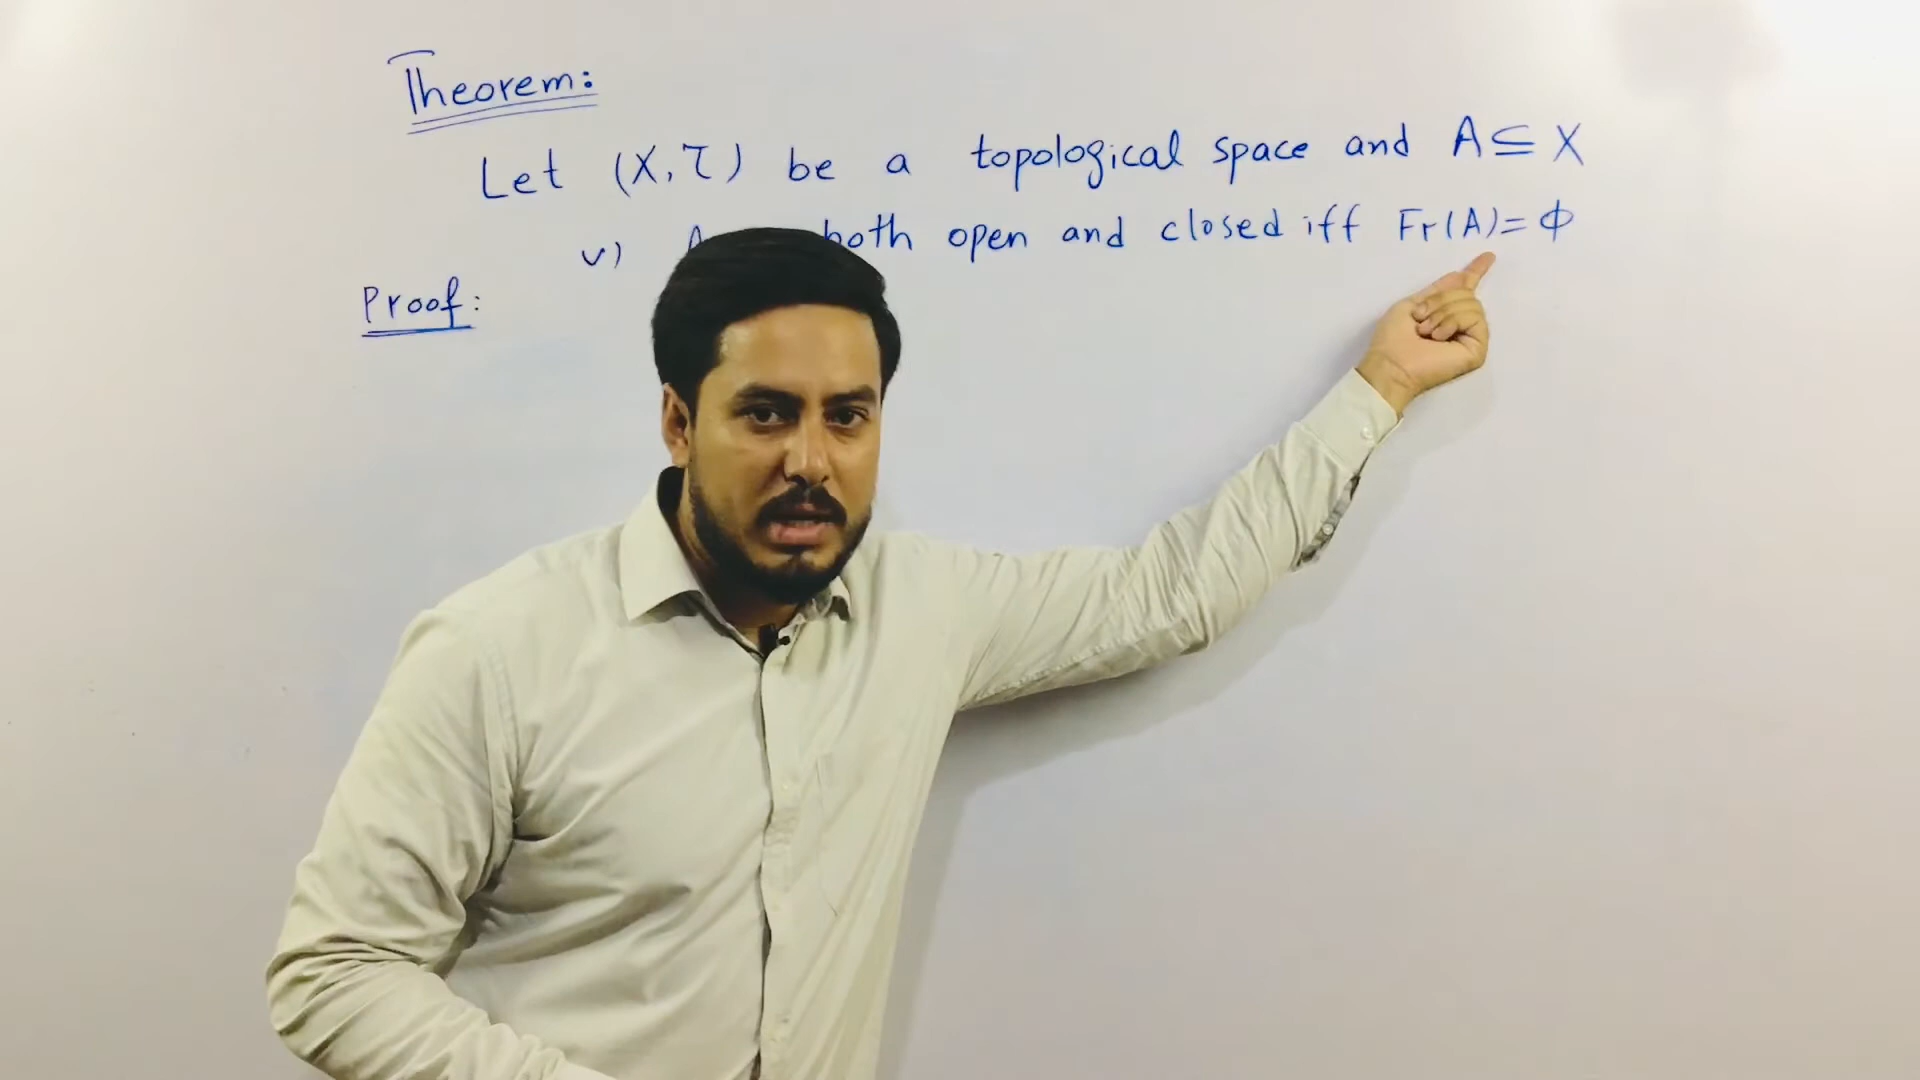 Theorem:
Let (X, τ) be a topological space and A ⊆ X
v) A both open and closed iff Fr(A) = ϕ
Proof: